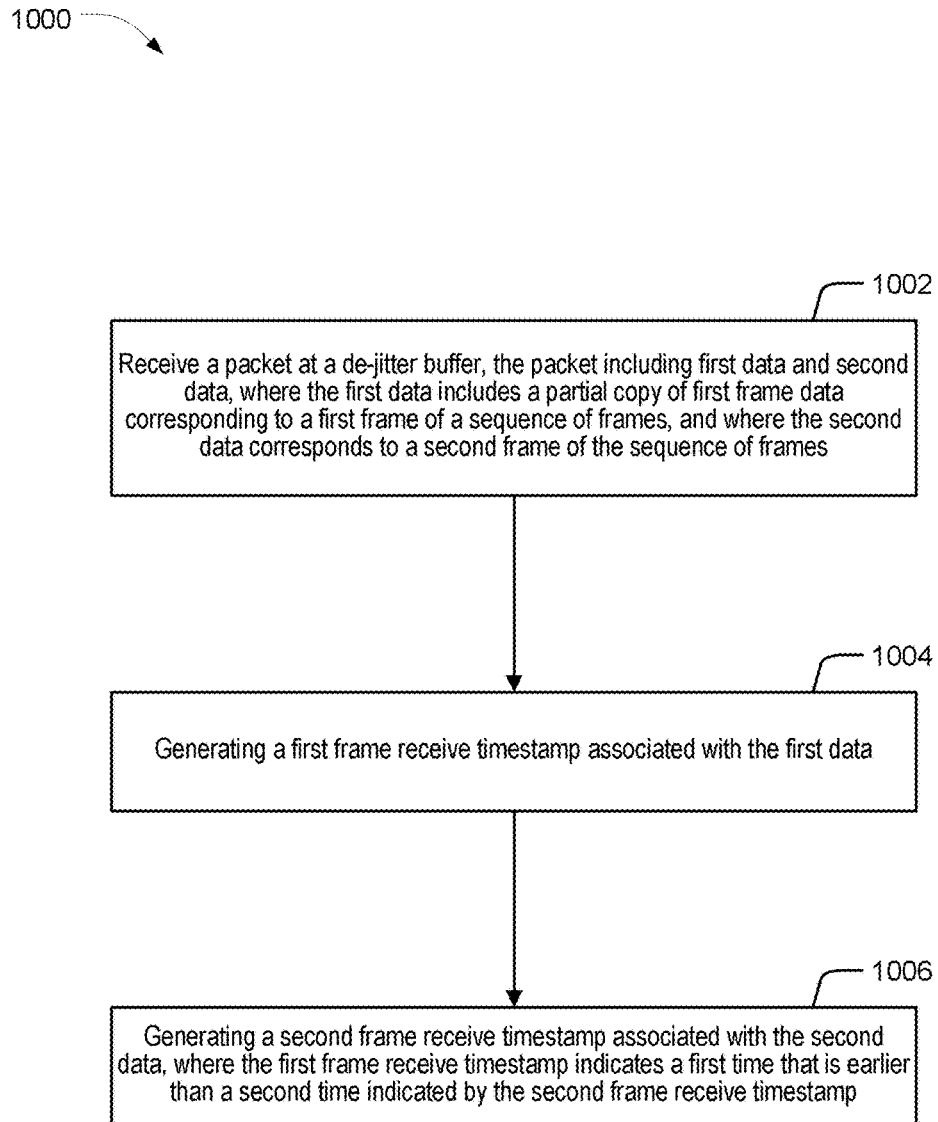 1000
1002
Receive a packet at a de-jitter buffer, the packet including first data and second
data, where the first data includes a partial copy of first frame data
corresponding to a first frame of a sequence of frames, and where the second
data corresponds to a second frame of the sequence of frames
1004
Generating a first frame receive timestamp associated with the first data
1006
Generating a second frame receive timestamp associated with the second
data, where the first frame receive timestamp indicates a first time that is earlier
than a second time indicated by the second frame receive timestamp